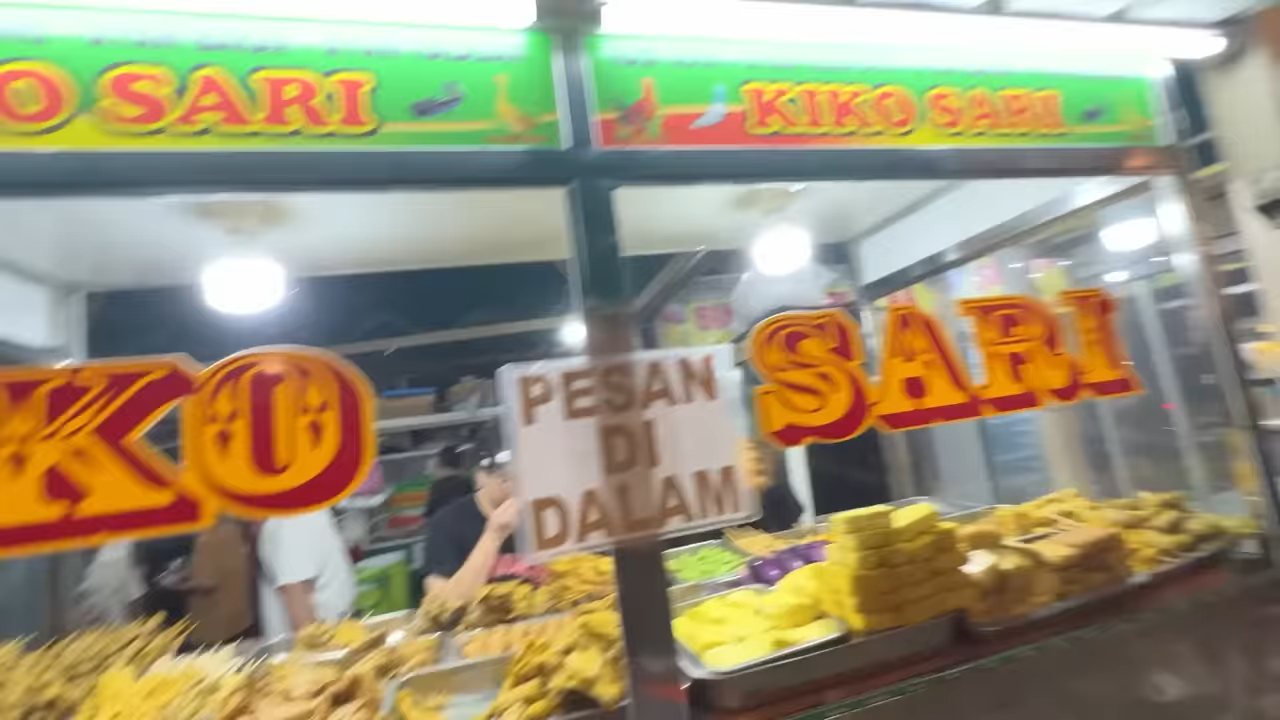 O SARI
KIKO SARI
KO
SARI
PESAN
DI
DALAM